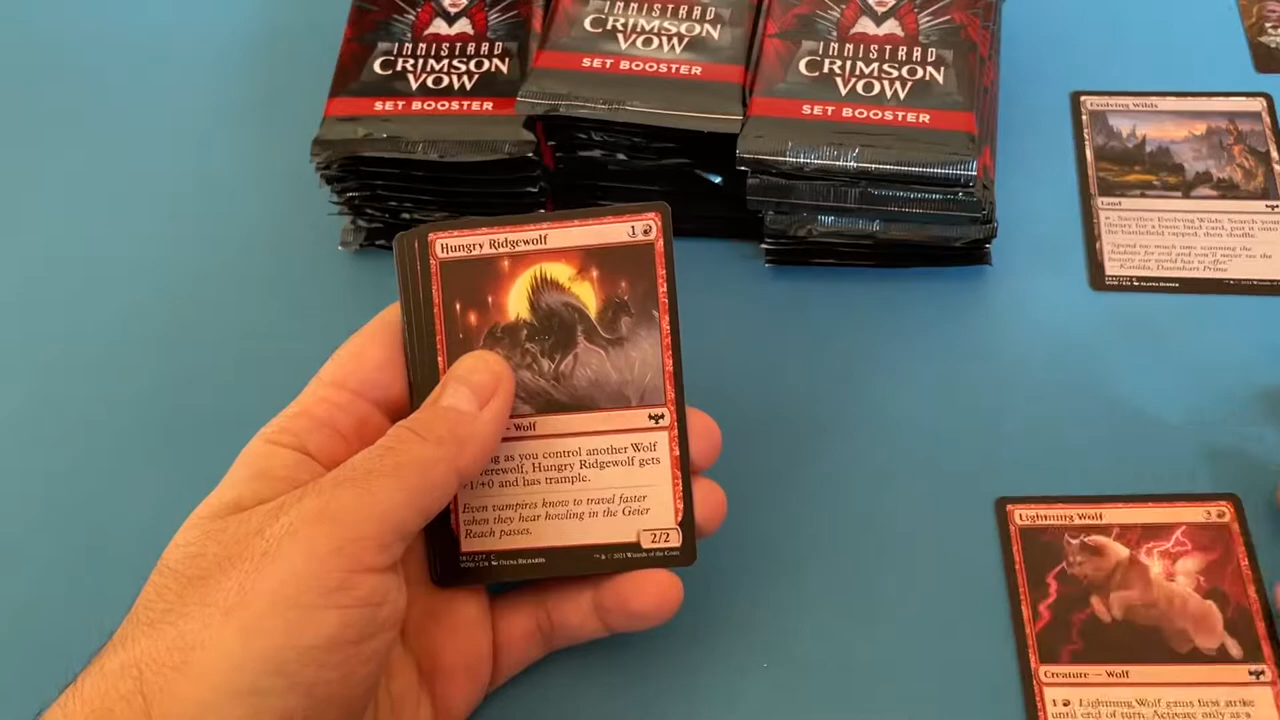 INNISTRAD
CRIMSON
VOW
SET BOOSTER
INNISTRAD
CRIMSON
VOW
SET BOOSTER
INNISTRAD
CRIMSON
VOW
SET BOOSTER
Evolving Wilds
Land
Sacrifice Evolving Wilds: Search your
library for a basic land card, put it onto
the battlefield tapped, then shuffle.
"Spend too much time scanning the
shadows for evil and you'll never see the
beauty our world has to offer."
—Katilda, Dawnhart Prime
VOW • EN ALAYNA DANNER
Hungry Ridgewolf
1
– Wolf
as you control another Wolf
Hungry Ridgewolf gets
+1/+0 and has trample.
Even vampires know to travel faster
when they hear howling in the Geier
Reach passes.
2/2
161/277 C
VOW • EN OLENA RICHARDS
™ & © 2021 Wizards of the Coast
Lightning Wolf
3
Creature — Wolf
1 : Lightning Wolf gains first strike
until end of turn. Activate only as a